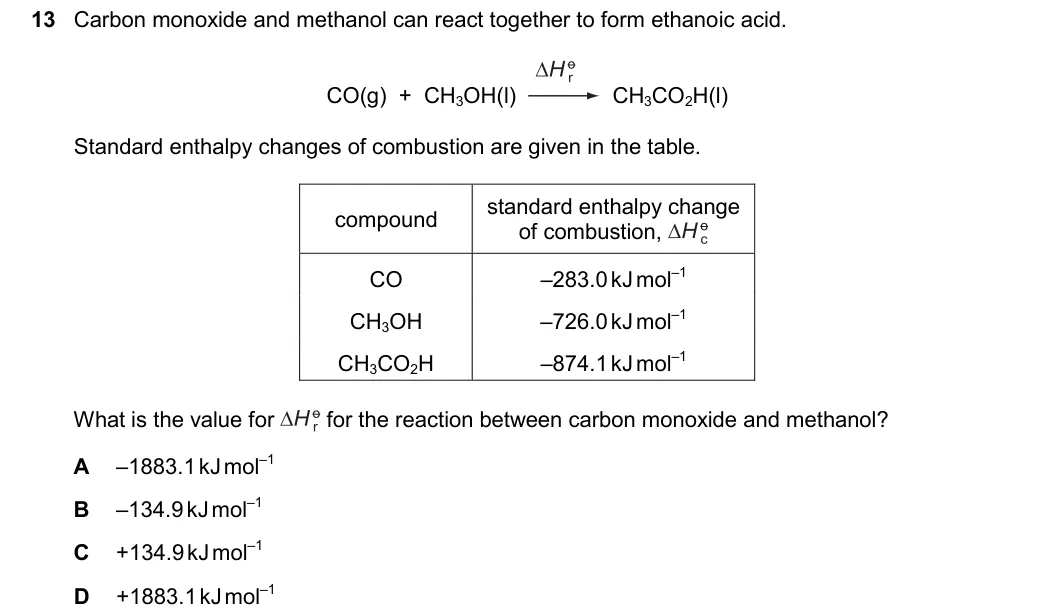 13 Carbon monoxide and methanol can react together to form ethanoic acid.
ΔH⦵r
CO(g) + CH₃OH(l) ⟶ CH₃CO₂H(l)
Standard enthalpy changes of combustion are given in the table.
compound
standard enthalpy change
of combustion, ΔH⦵c
CO –283.0 kJ mol⁻¹
CH₃OH –726.0 kJ mol⁻¹
CH₃CO₂H –874.1 kJ mol⁻¹
What is the value for ΔH⦵r for the reaction between carbon monoxide and methanol?
A –1883.1 kJ mol⁻¹
B –134.9 kJ mol⁻¹
C +134.9 kJ mol⁻¹
D +1883.1 kJ mol⁻¹